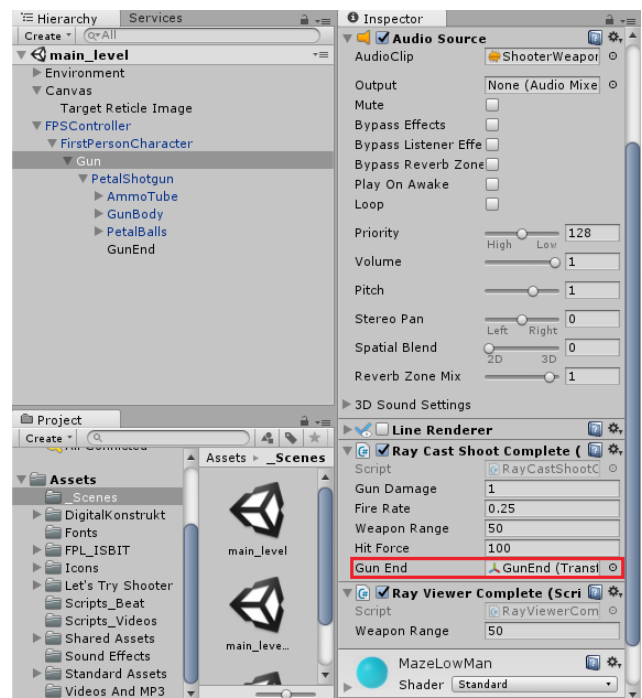 Hierarchy
Services
Create
All
main_level
Environment
Canvas
Target Reticle Image
FPSController
FirstPersonCharacter
Gun
PetalShotgun
AmmoTube
GunBody
PetalBalls
GunEnd
Project
Create
Assets
_Scenes
DigitalKonstrukt
Fonts
FPL_ISBIT
Icons
Let's Try Shooter
Scripts_Beat
Scripts_Videos
Shared Assets
Sound Effects
Standard Assets
Videos And MP3
Assets
_Scenes
main_level
main_leve...
Inspector
Audio Source
AudioClip
ShooterWeapor
Output
None (Audio Mixe
Mute
Bypass Effects
Bypass Listener Effe
Bypass Reverb Zone
Play On Awake
Loop
Priority
128
High Low
Volume
1
Pitch
1
Stereo Pan
0
Left Right
Spatial Blend
0
2D 3D
Reverb Zone Mix
1
3D Sound Settings
Line Renderer
Ray Cast Shoot Complete (
Script
RayCastShootC
Gun Damage
1
Fire Rate
0.25
Weapon Range
50
Hit Force
100
Gun End
GunEnd (Transf
Ray Viewer Complete (Scri
Script
RayViewerCom
Weapon Range
50
MazeLowMan
Shader
Standard